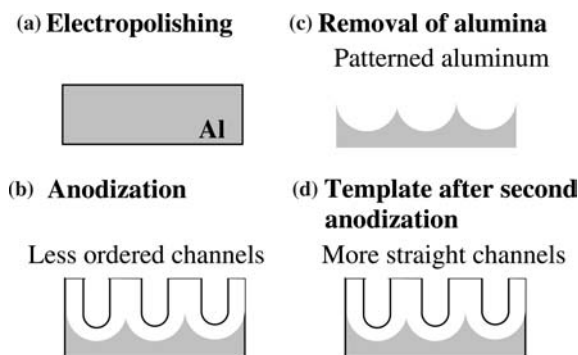 (a) Electropolishing
Al
(b) Anodization
Less ordered channels
(c) Removal of alumina
Patterned aluminum
(d) Template after second
anodization
More straight channels